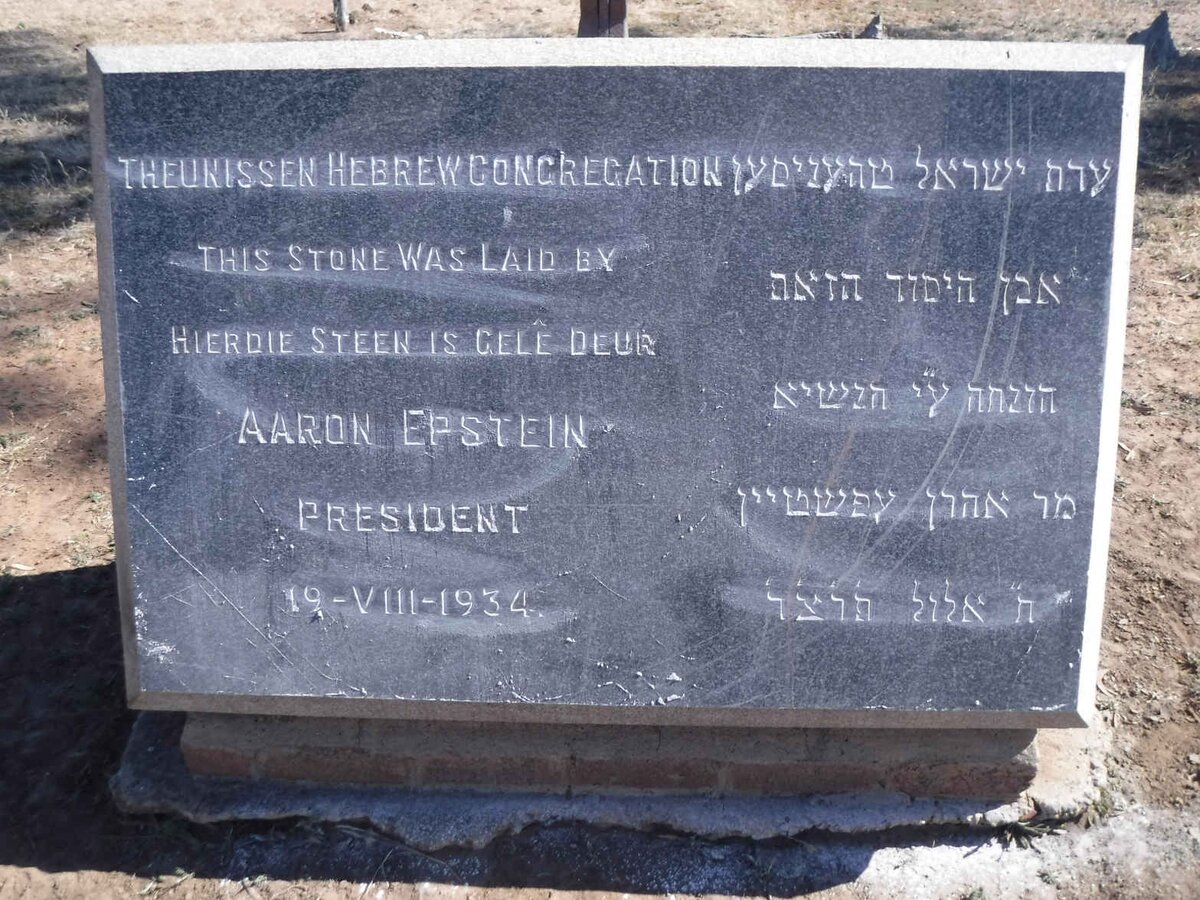 THEUNISSEN HEBREW CONGREGATION עדת ישראל טהעניסען
THIS STONE WAS LAID BY
HIERDIE STEEN IS GELÊ DEUR
AARON EPSTEIN
PRESIDENT
19-VIII-1934.
אבן היסוד הזאת
הונחה ע״י הנשיא
מר אהרן עפשטיין
ח״ אלול תרצ״ד